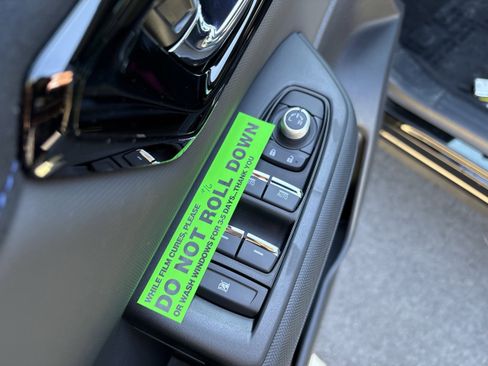 WHILE FILM CURES, PLEASE
DO NOT ROLL DOWN
OR WASH WINDOWS FOR 3-5 DAYS-THANK YOU